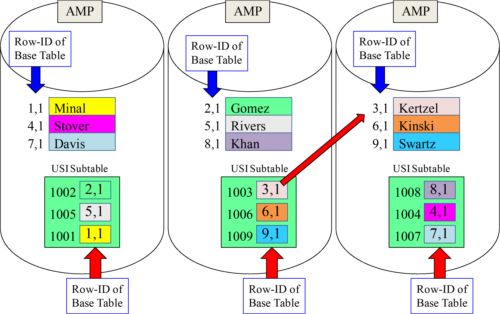 AMP
Row-ID of
Base Table
1,1 Minal
4,1 Stover
7,1 Davis
USI Subtable
1002 2,1
1005 5,1
1001 1,1
Row-ID of
Base Table
AMP
Row-ID of
Base Table
2,1 Gomez
5,1 Rivers
8,1 Khan
USI Subtable
1003 3,1
1006 6,1
1009 9,1
Row-ID of
Base Table
AMP
Row-ID of
Base Table
3,1 Kertzel
6,1 Kinski
9,1 Swartz
USI Subtable
1008 8,1
1004 4,1
1007 7,1
Row-ID of
Base Table